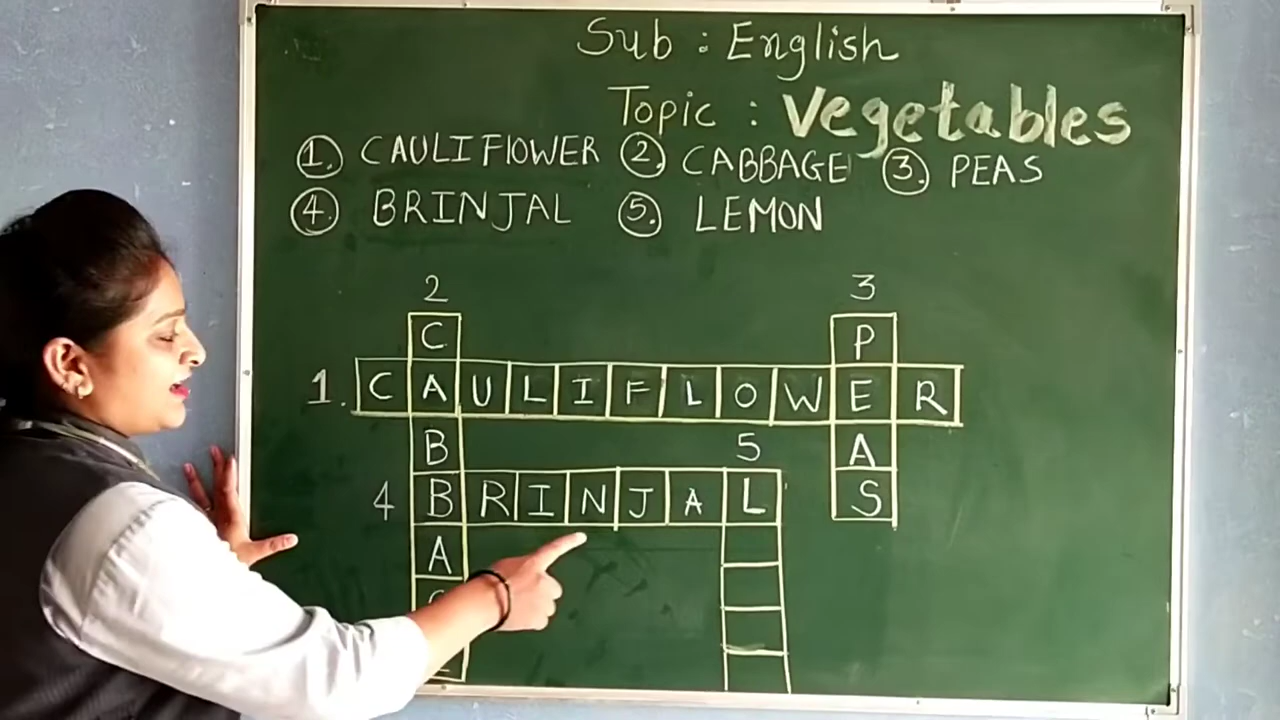 Sub : English
Topic : Vegetables
1. CAULIFLOWER 2. CABBAGE 3. PEAS
4. BRINJAL 5. LEMON
2 3
C P
1. CAULIFLOWER
B 5 A
4 BRINJAL S
A